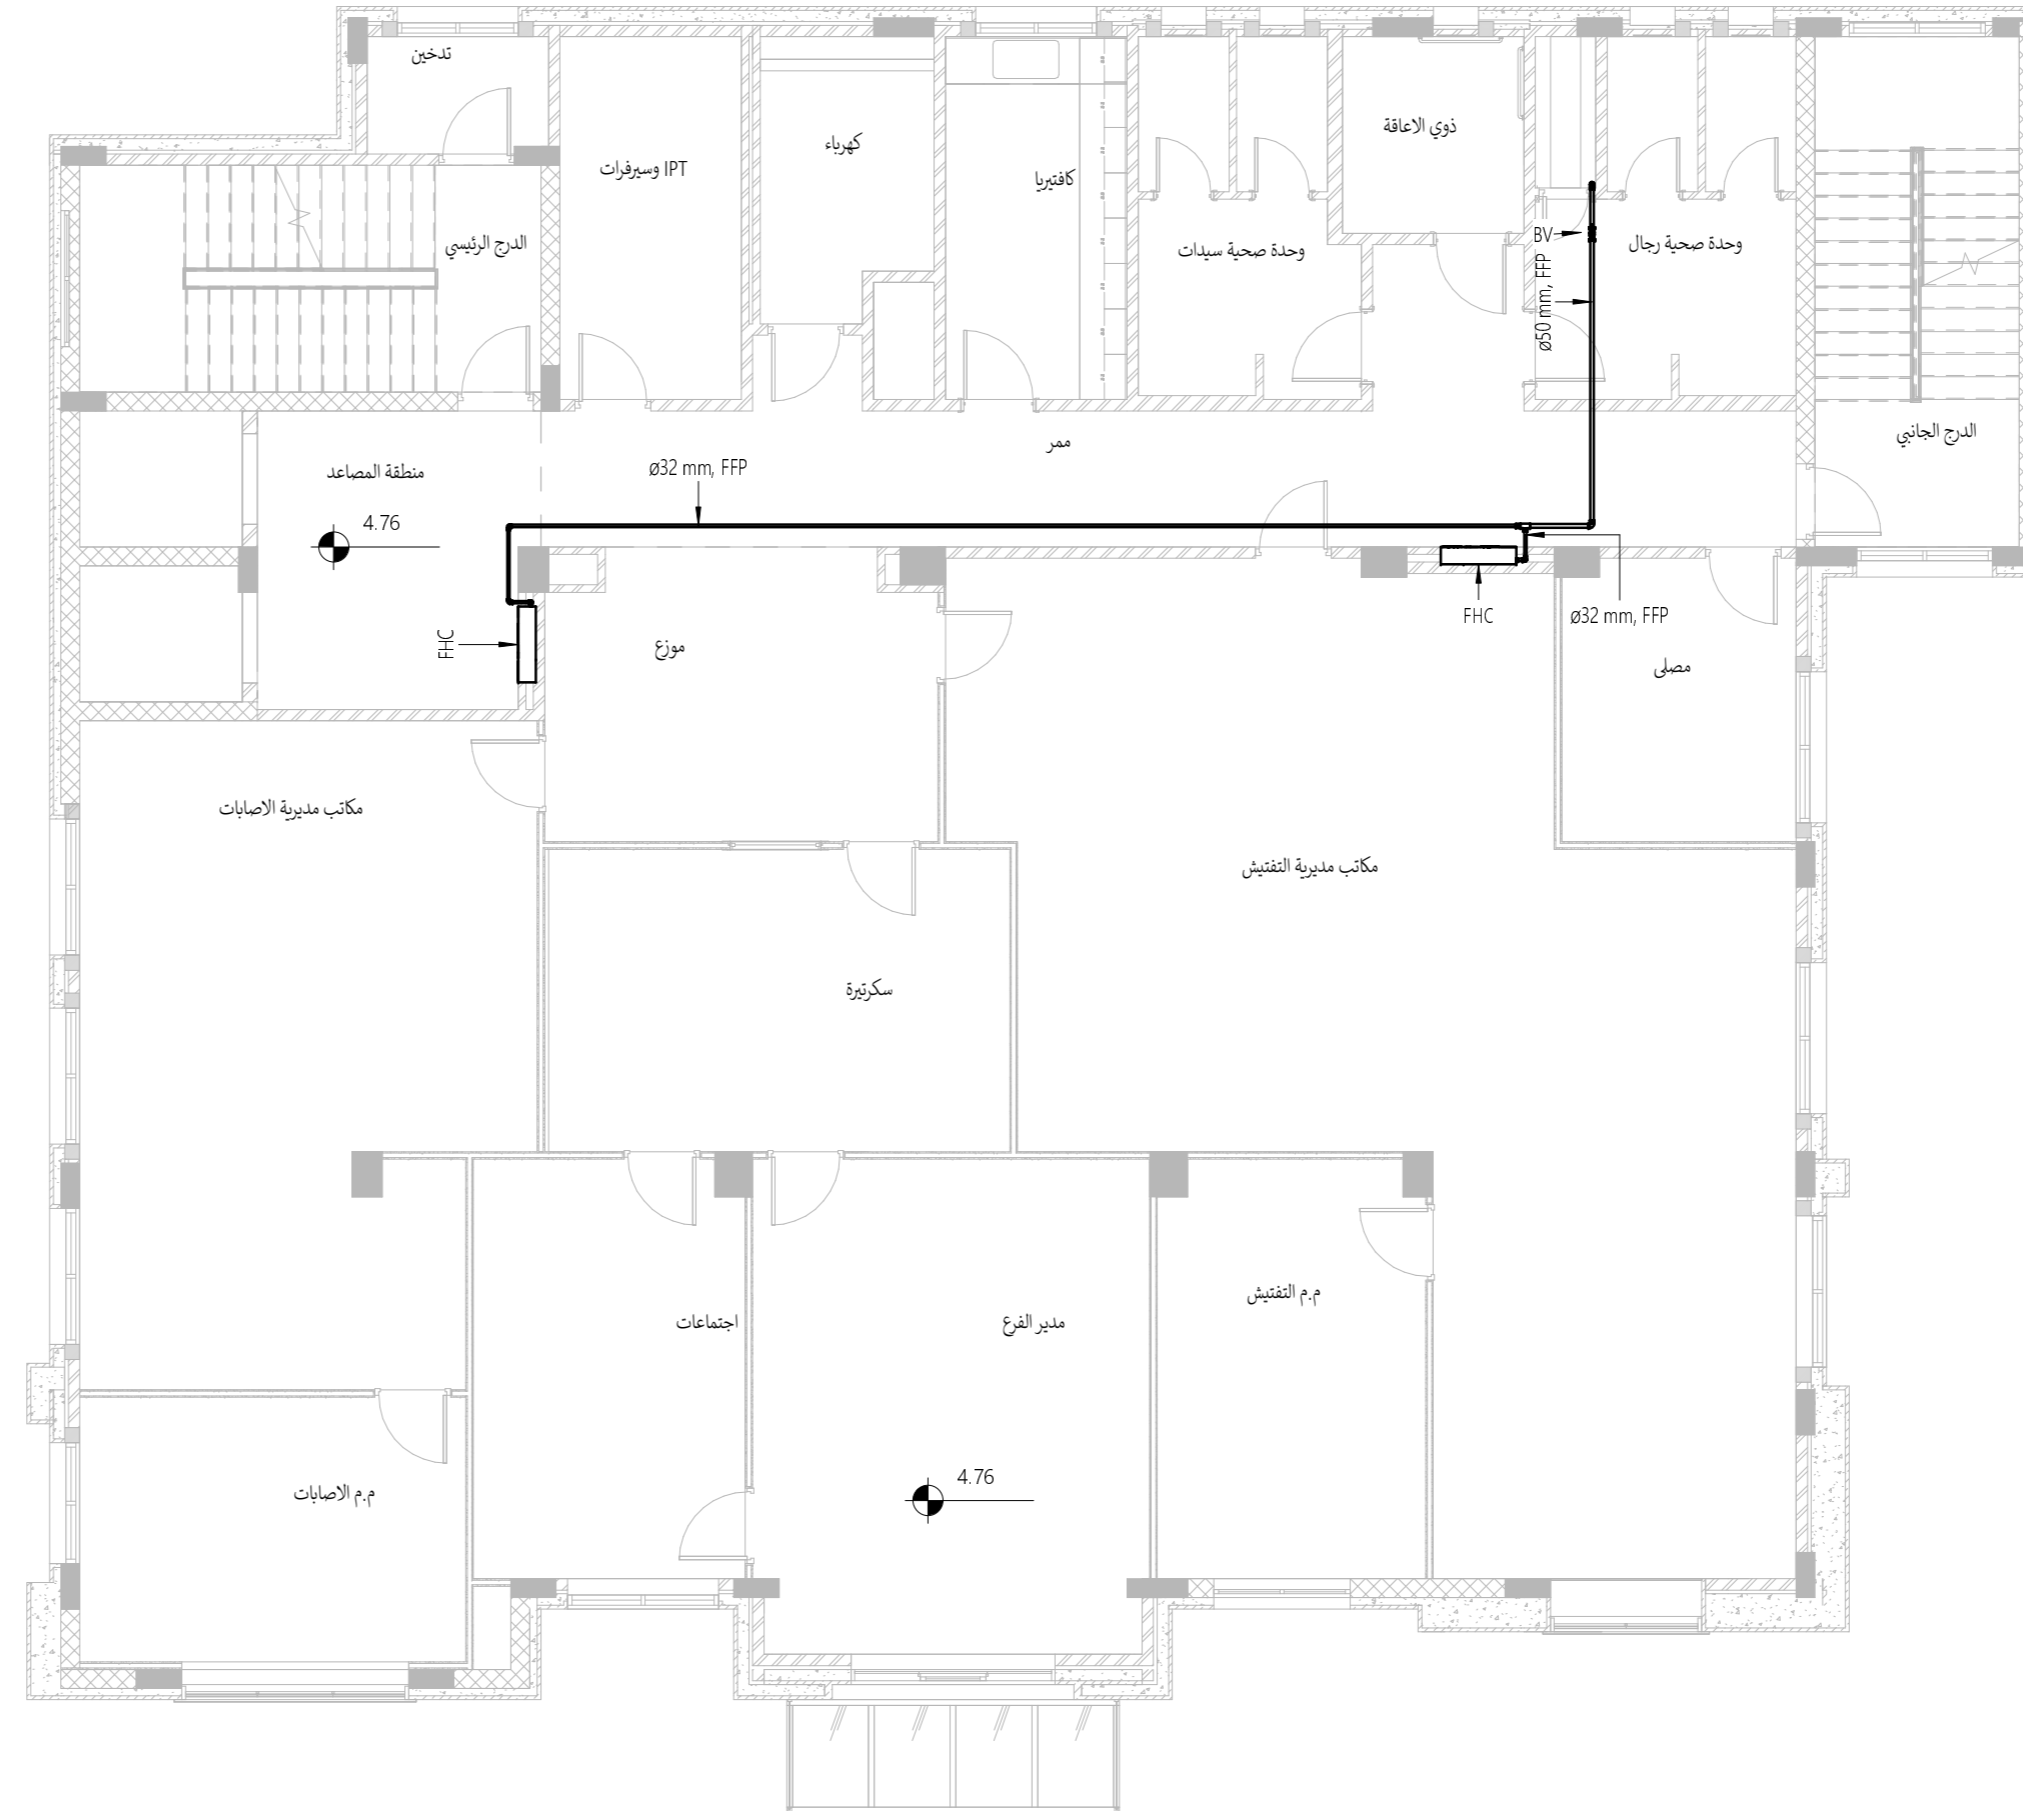 تدخين
ذوي الاعاقة
كهرباء
IPT وسيرفرات
كافتيريا
الدرج الرئيسي
وحدة صحية سيدات
BV
وحدة صحية رجال
ø50 mm, FFP
الدرج الجانبي
ممر
منطقة المصاعد
ø32 mm, FFP
4.76
FHC
ø32 mm, FFP
FHC
موزع
مصلى
مكاتب مديرية الاصابات
مكاتب مديرية التفتيش
سكرتيرة
م.م التفتيش
اجتماعات
مدير الفرع
4.76
م.م الاصابات